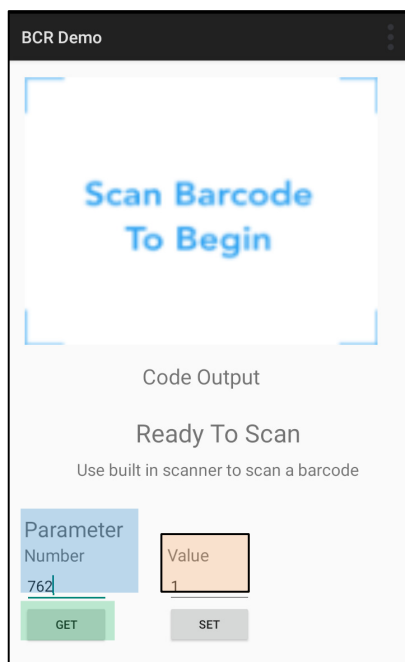 BCR Demo
Scan Barcode
To Begin
Code Output
Ready To Scan
Use built in scanner to scan a barcode
Parameter
Number Value
762 1
GET SET